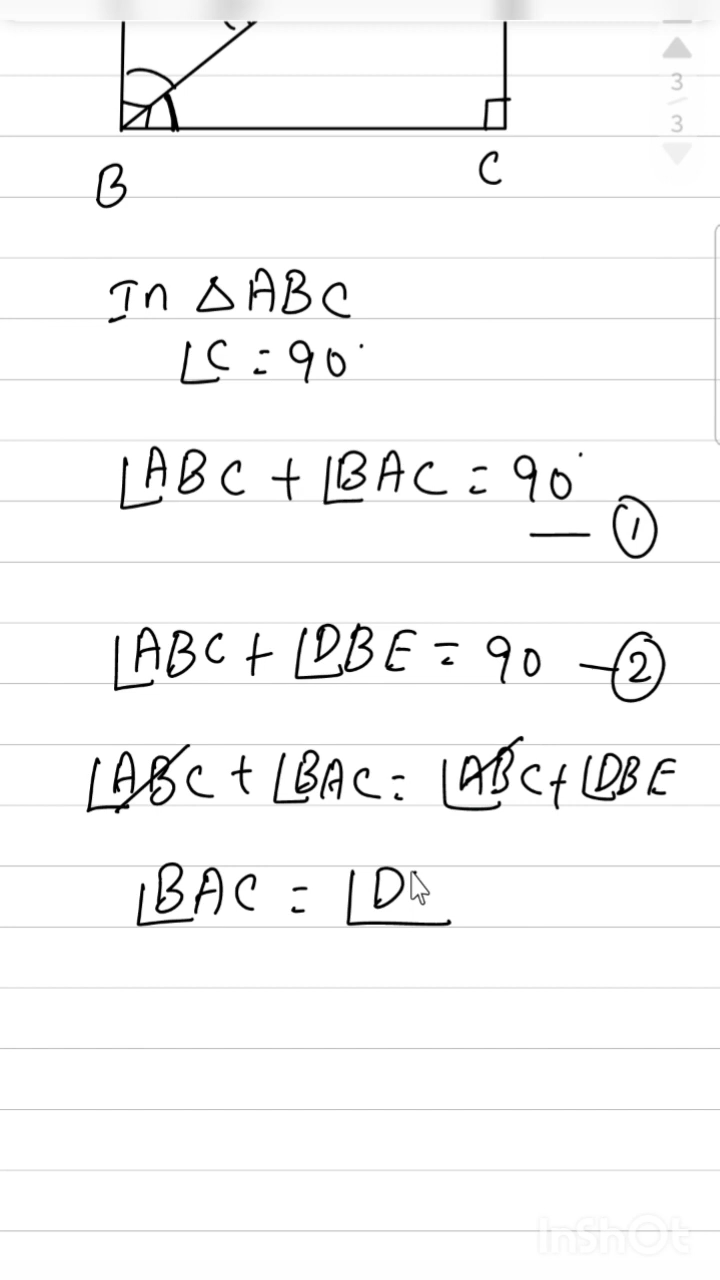 3
3
B C
In △ABC
∠C = 90°
∠ABC + ∠BAC = 90°
— ①
∠ABC + ∠DBE = 90 — ②
∠ABC + ∠BAC = ∠ABC + ∠DBE
∠BAC = ∠D
InShOt